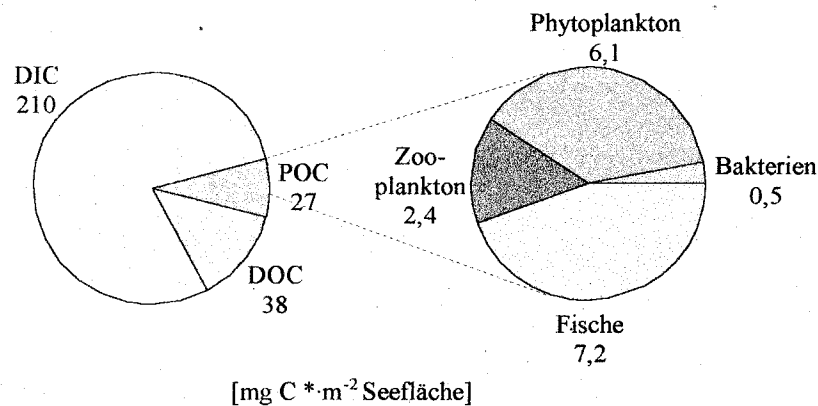 DIC
210
POC
27
DOC
38
Phytoplankton
6,1
Zoo-
plankton
2,4
Bakterien
0,5
Fische
7,2
[mg C *·m-2 Seefläche]